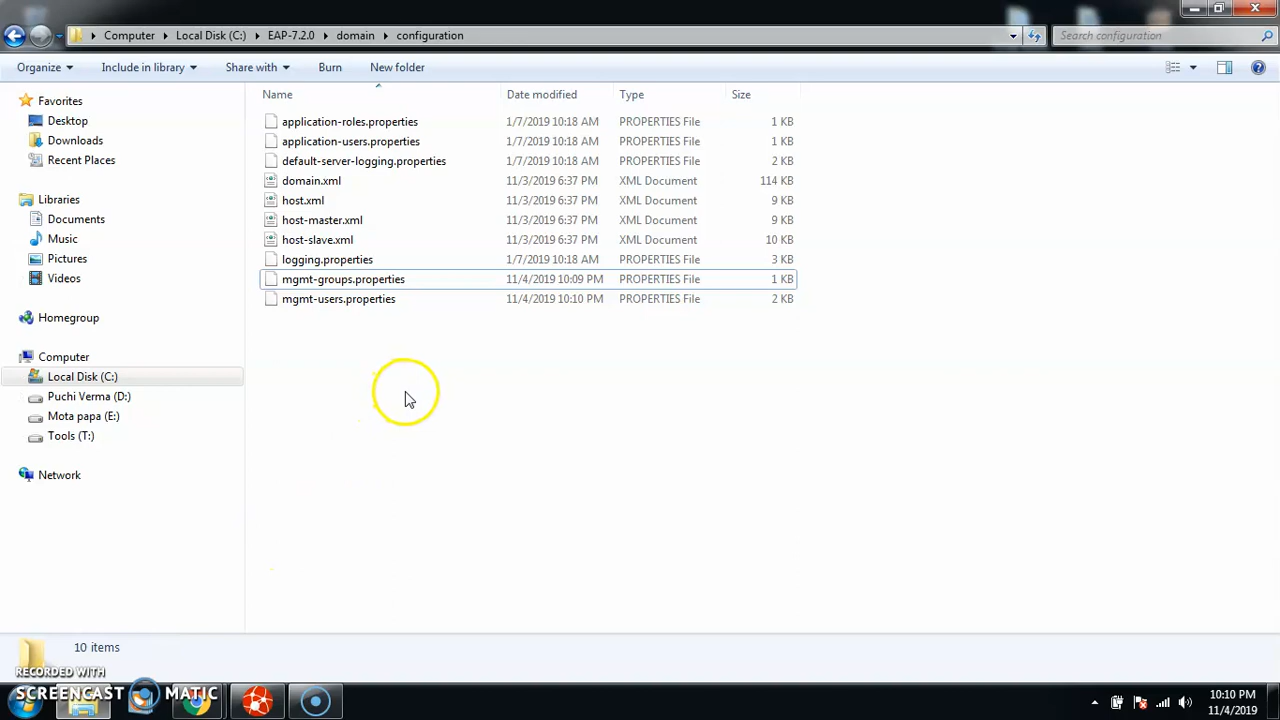 Computer Local Disk (C:) EAP-7.2.0 domain configuration
Search configuration
Organize Include in library Share with Burn New folder
Name Date modified Type Size
Favorites
Desktop
Downloads
Recent Places
Libraries
Documents
Music
Pictures
Videos
Homegroup
Computer
Local Disk (C:)
Puchi Verma (D:)
Mota papa (E:)
Tools (T:)
Network
application-roles.properties 1/7/2019 10:18 AM PROPERTIES File 1 KB
application-users.properties 1/7/2019 10:18 AM PROPERTIES File 1 KB
default-server-logging.properties 1/7/2019 10:18 AM PROPERTIES File 2 KB
domain.xml 11/3/2019 6:37 PM XML Document 114 KB
host.xml 11/3/2019 6:37 PM XML Document 9 KB
host-master.xml 11/3/2019 6:37 PM XML Document 9 KB
host-slave.xml 11/3/2019 6:37 PM XML Document 10 KB
logging.properties 1/7/2019 10:18 AM PROPERTIES File 3 KB
mgmt-groups.properties 11/4/2019 10:09 PM PROPERTIES File 1 KB
mgmt-users.properties 11/4/2019 10:10 PM PROPERTIES File 2 KB
10 items
RECORDED WITH
SCREENCAST MATIC
10:10 PM
11/4/2019